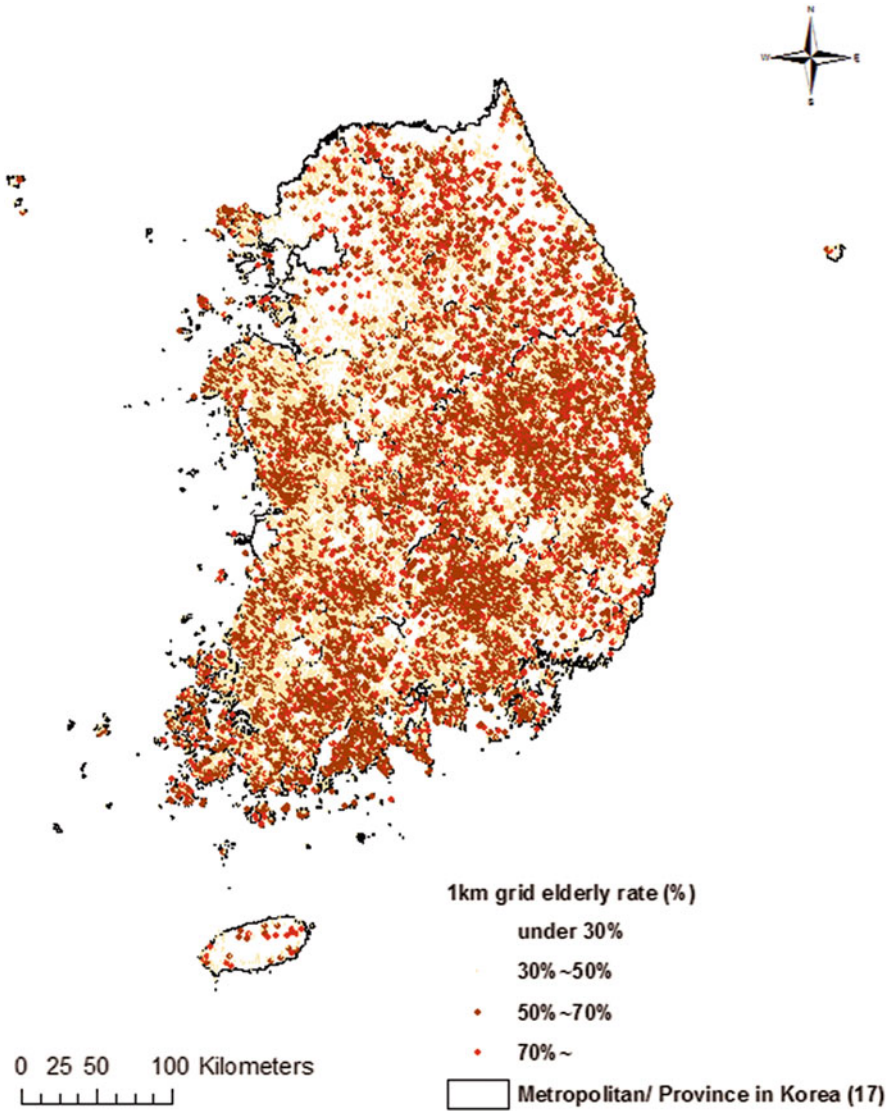 N
W E
S
1km grid elderly rate (%)
under 30%
30%~50%
50%~70%
70%~
0 25 50 100 Kilometers
Metropolitan/ Province in Korea (17)